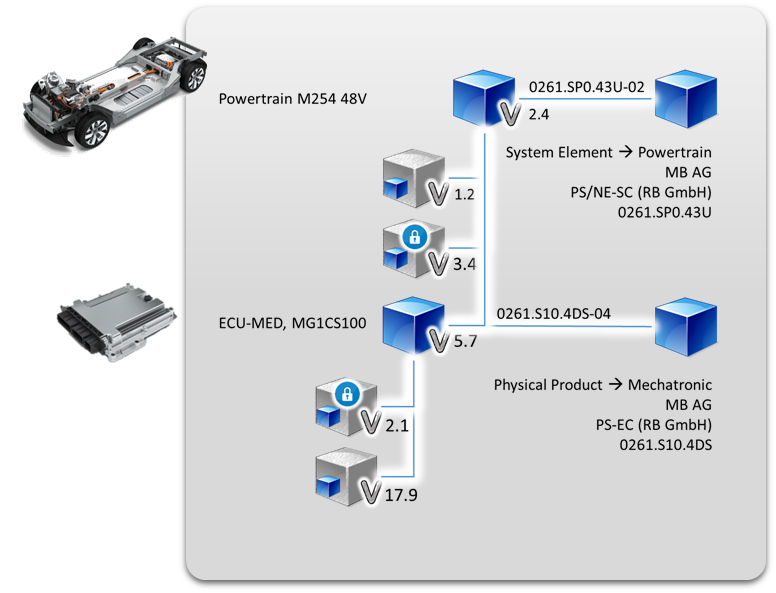 Powertrain M254 48V
0261.SP0.43U-02
V 2.4
System Element → Powertrain
MB AG
PS/NE-SC (RB GmbH)
0261.SP0.43U
V 1.2
V 3.4
ECU-MED, MG1CS100
0261.S10.4DS-04
V 5.7
Physical Product → Mechatronic
MB AG
PS-EC (RB GmbH)
0261.S10.4DS
V 2.1
V 17.9